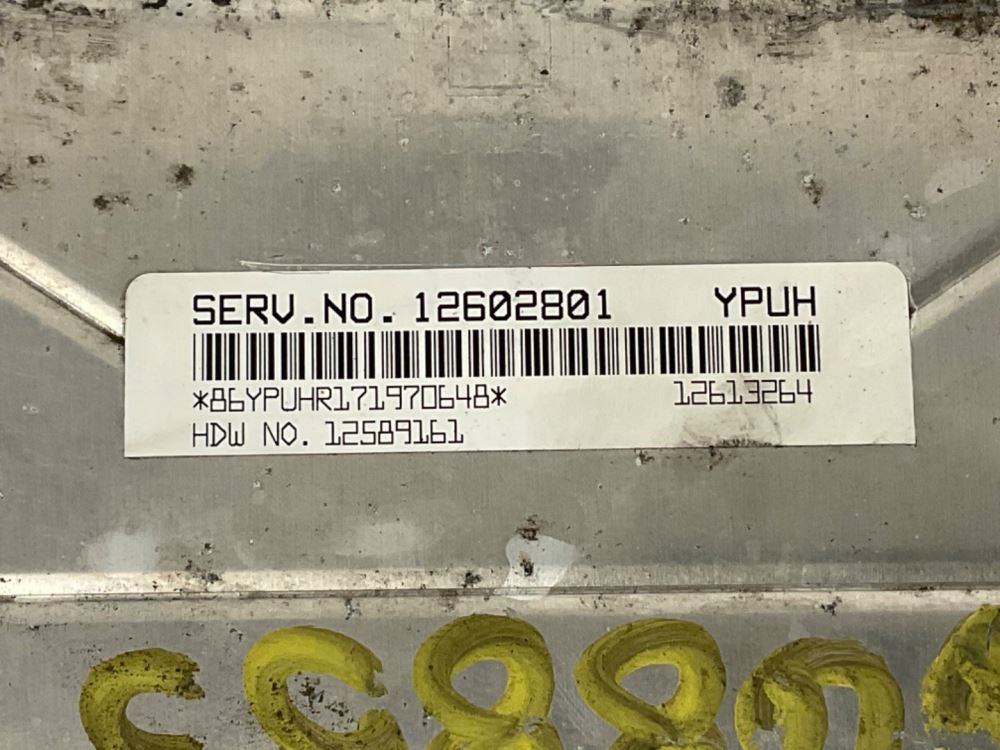 SERV.NO. 12602801 YPUH
*86YPUHR171970648* 12613264
HDW NO. 12589161